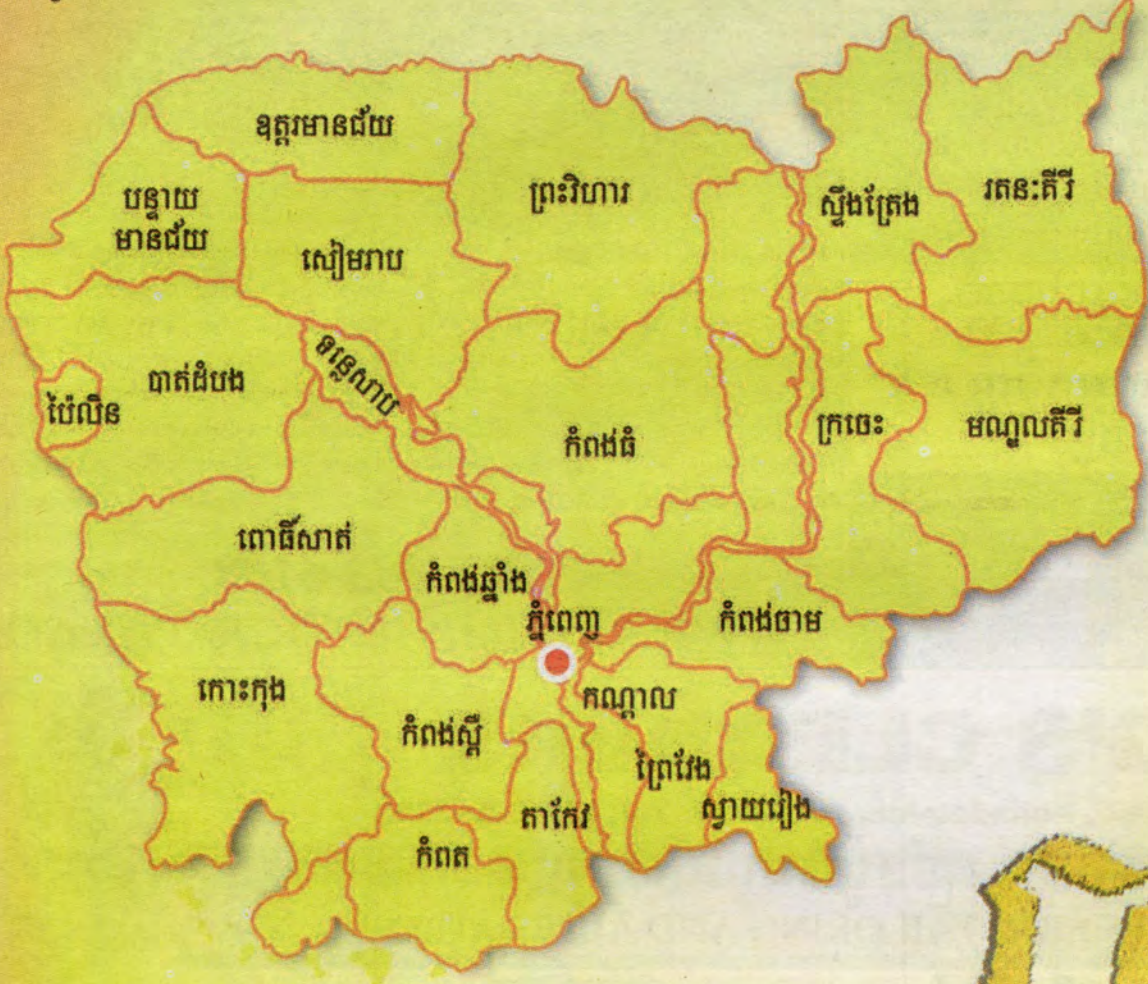 ឧត្តរមានជ័យ
បន្ទាយ
មានជ័យ
ព្រះវិហារ
ស្ទឹងត្រែង
រតនៈគីរី
សៀមរាប
ទន្លេសាប
បាត់ដំបង
ប៉ៃលិន
កំពង់ធំ
ក្រចេះ
មណ្ឌលគីរី
ពោធិ៍សាត់
កំពង់ឆ្នាំង
ភ្នំពេញ
កំពង់ចាម
កោះកុង
កណ្តាល
កំពង់ស្ពឺ
ព្រៃវែង
ស្វាយរៀង
តាកែវ
កំពត